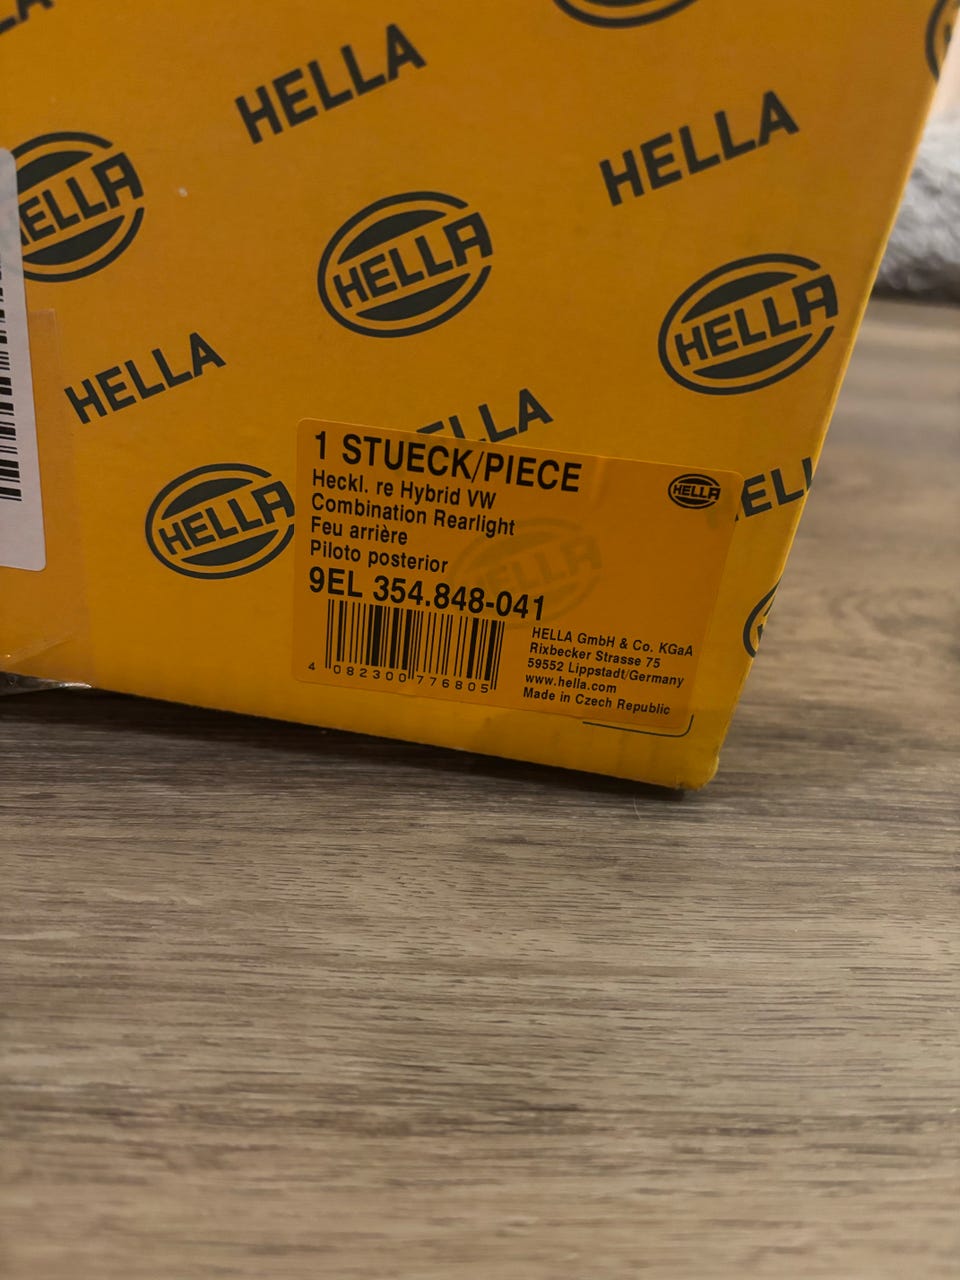 HELLA
HELLA
HELLA
HELLA
HELLA
HELLA
HELLA
HELLA
1 STUECK/PIECE
Heckl. re Hybrid VW
Combination Rearlight
Feu arrière
Piloto posterior
9EL 354.848-041
HELLA
HELLA
4 082300 776805
HELLA GmbH & Co. KGaA
Rixbecker Strasse 75
59552 Lippstadt/Germany
www.hella.com
Made in Czech Republic